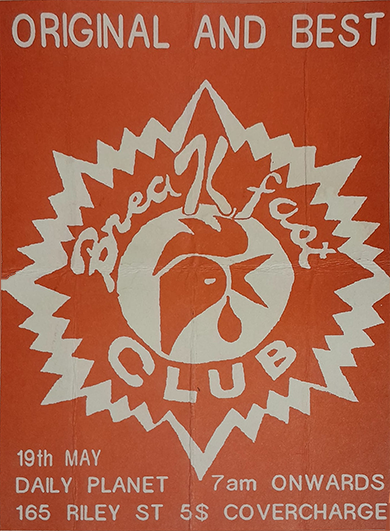 ORIGINAL AND BEST
BreaKfast
CLUB
19th MAY
DAILY PLANET 7am ONWARDS
165 RILEY ST 5$ COVERCHARGE